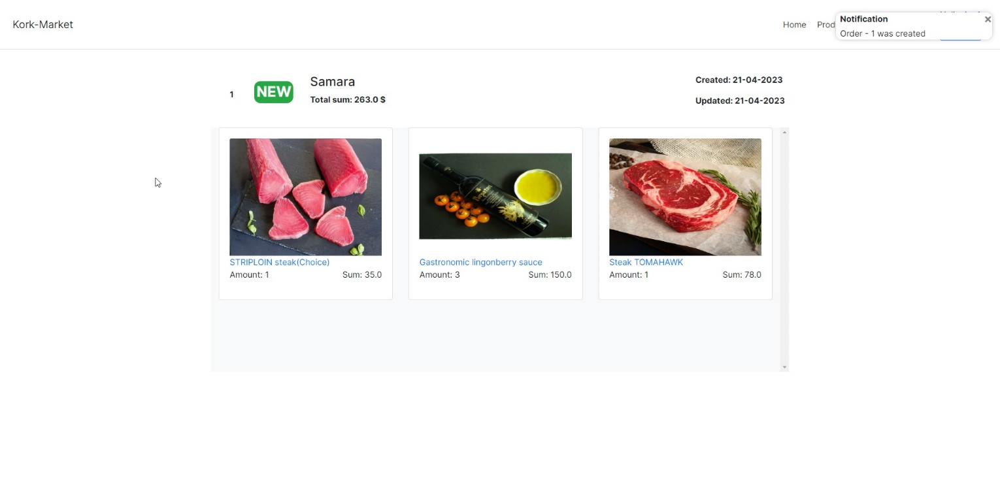 Kork-Market
Home
Prod
Notification
Order - 1 was created
1
NEW
Samara
Total sum: 263.0 $
Created: 21-04-2023
Updated: 21-04-2023
STRIPLOIN steak(Choice)
Amount: 1 Sum: 35.0
Gastronomic lingonberry sauce
Amount: 3 Sum: 150.0
Steak TOMAHAWK
Amount: 1 Sum: 78.0